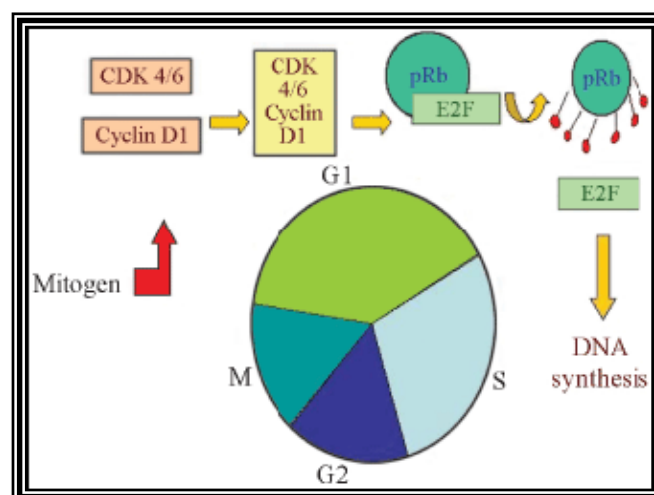 CDK 4/6
Cyclin D1
CDK
4/6
Cyclin
D1
pRb
E2F
pRb
E2F
DNA
synthesis
Mitogen
G1
S
G2
M